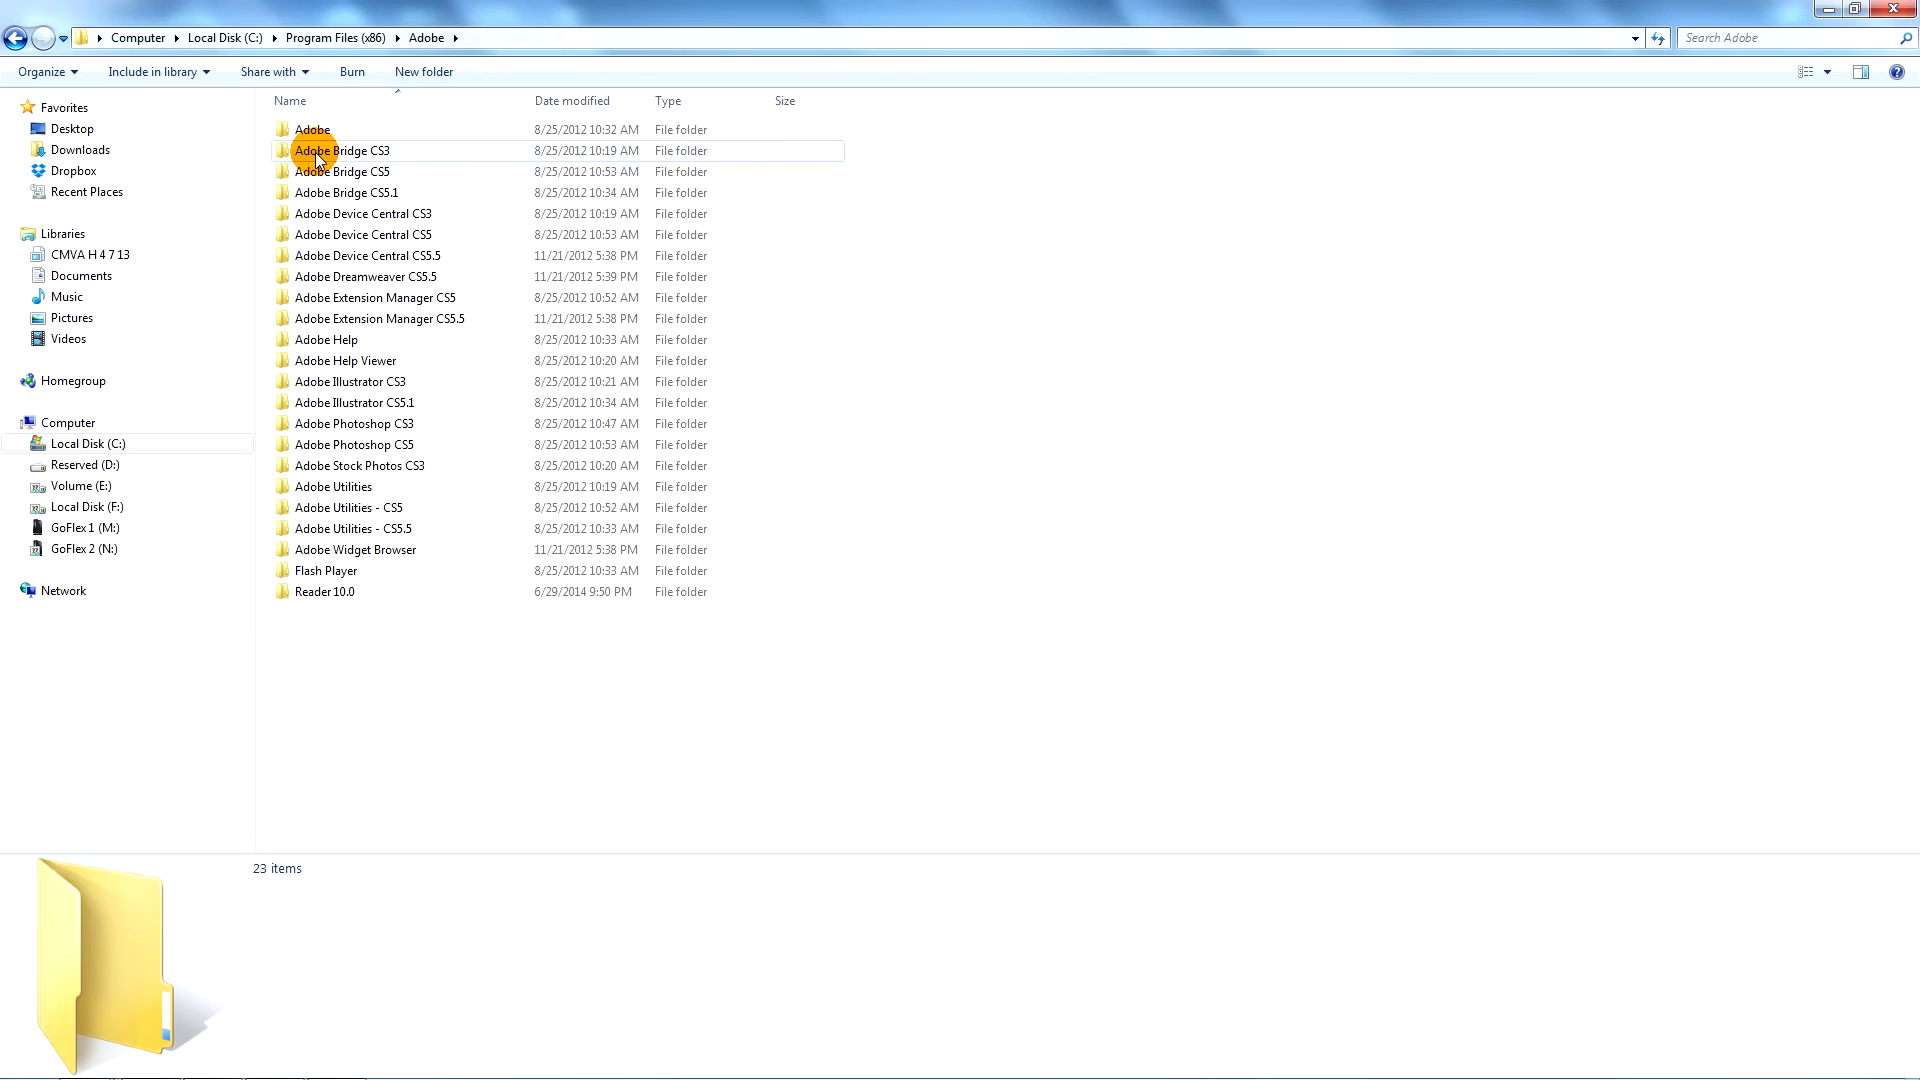 Computer Local Disk (C:) Program Files (x86) Adobe Search Adobe
Organize Include in library Share with Burn New folder
Favorites
Desktop
Downloads
Dropbox
Recent Places
Libraries
CMVA H 4 7 13
Documents
Music
Pictures
Videos
Homegroup
Computer
Local Disk (C:)
Reserved (D:)
Volume (E:)
Local Disk (F:)
GoFlex 1 (M:)
GoFlex 2 (N:)
Network
Name Date modified Type Size
Adobe 8/25/2012 10:32 AM File folder
Adobe Bridge CS3 8/25/2012 10:19 AM File folder
Adobe Bridge CS5 8/25/2012 10:53 AM File folder
Adobe Bridge CS5.1 8/25/2012 10:34 AM File folder
Adobe Device Central CS3 8/25/2012 10:19 AM File folder
Adobe Device Central CS5 8/25/2012 10:53 AM File folder
Adobe Device Central CS5.5 11/21/2012 5:38 PM File folder
Adobe Dreamweaver CS5.5 11/21/2012 5:39 PM File folder
Adobe Extension Manager CS5 8/25/2012 10:52 AM File folder
Adobe Extension Manager CS5.5 11/21/2012 5:38 PM File folder
Adobe Help 8/25/2012 10:33 AM File folder
Adobe Help Viewer 8/25/2012 10:20 AM File folder
Adobe Illustrator CS3 8/25/2012 10:21 AM File folder
Adobe Illustrator CS5.1 8/25/2012 10:34 AM File folder
Adobe Photoshop CS3 8/25/2012 10:47 AM File folder
Adobe Photoshop CS5 8/25/2012 10:53 AM File folder
Adobe Stock Photos CS3 8/25/2012 10:20 AM File folder
Adobe Utilities 8/25/2012 10:19 AM File folder
Adobe Utilities - CS5 8/25/2012 10:52 AM File folder
Adobe Utilities - CS5.5 8/25/2012 10:33 AM File folder
Adobe Widget Browser 11/21/2012 5:38 PM File folder
Flash Player 8/25/2012 10:33 AM File folder
Reader 10.0 6/29/2014 9:50 PM File folder
23 items